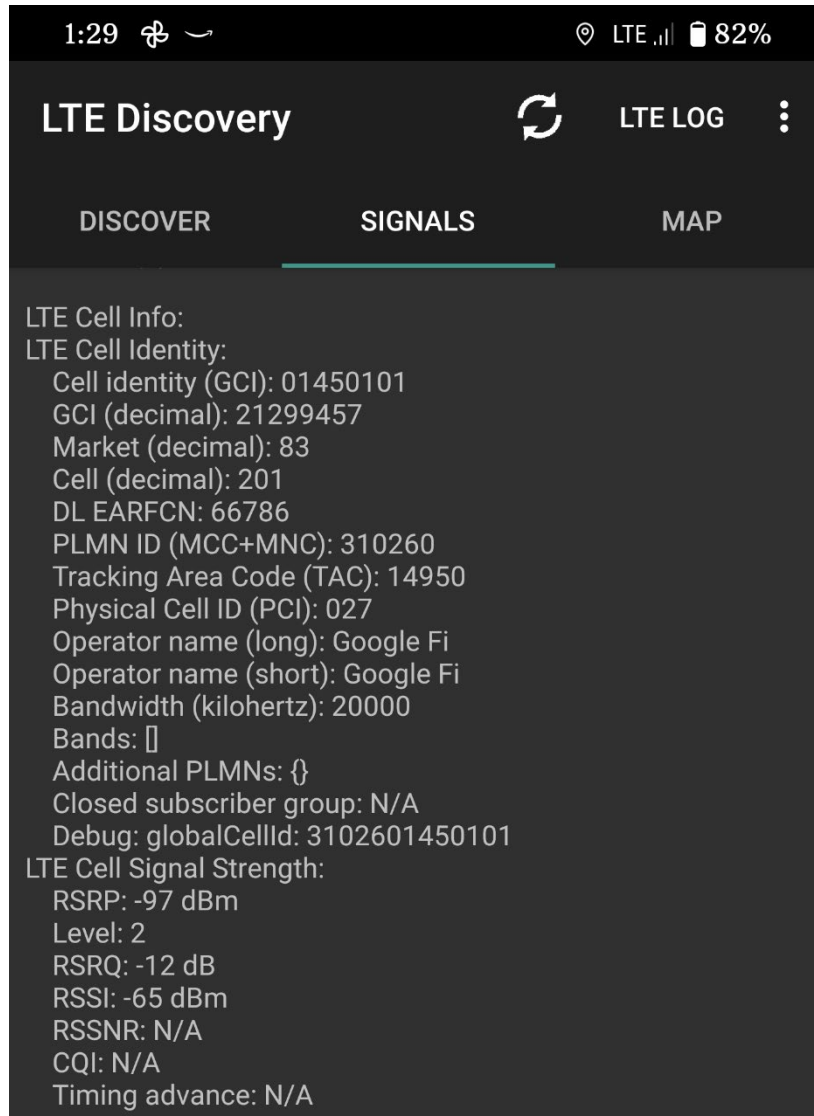 1:29 LTE 82%
LTE Discovery LTE LOG
DISCOVER SIGNALS MAP
LTE Cell Info:
LTE Cell Identity:
Cell identity (GCI): 01450101
GCI (decimal): 21299457
Market (decimal): 83
Cell (decimal): 201
DL EARFCN: 66786
PLMN ID (MCC+MNC): 310260
Tracking Area Code (TAC): 14950
Physical Cell ID (PCI): 027
Operator name (long): Google Fi
Operator name (short): Google Fi
Bandwidth (kilohertz): 20000
Bands: []
Additional PLMNs: {}
Closed subscriber group: N/A
Debug: globalCellId: 3102601450101
LTE Cell Signal Strength:
RSRP: -97 dBm
Level: 2
RSRQ: -12 dB
RSSI: -65 dBm
RSSNR: N/A
CQI: N/A
Timing advance: N/A